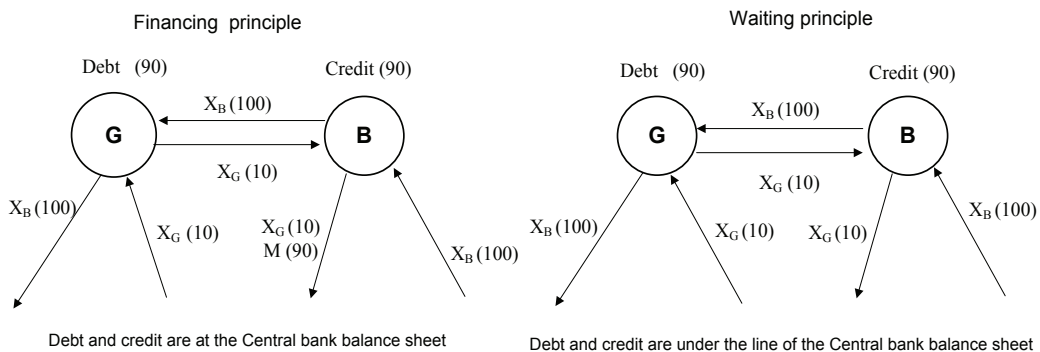 Financing principle
Debt (90)
Credit (90)
X_B (100)
G
B
X_G (10)
X_B (100)
X_G (10)
X_G (10)
M (90)
X_B (100)
Debt and credit are at the Central bank balance sheet
Waiting principle
Debt (90)
Credit (90)
X_B (100)
G
B
X_G (10)
X_B (100)
X_G (10)
X_G (10)
X_B (100)
Debt and credit are under the line of the Central bank balance sheet